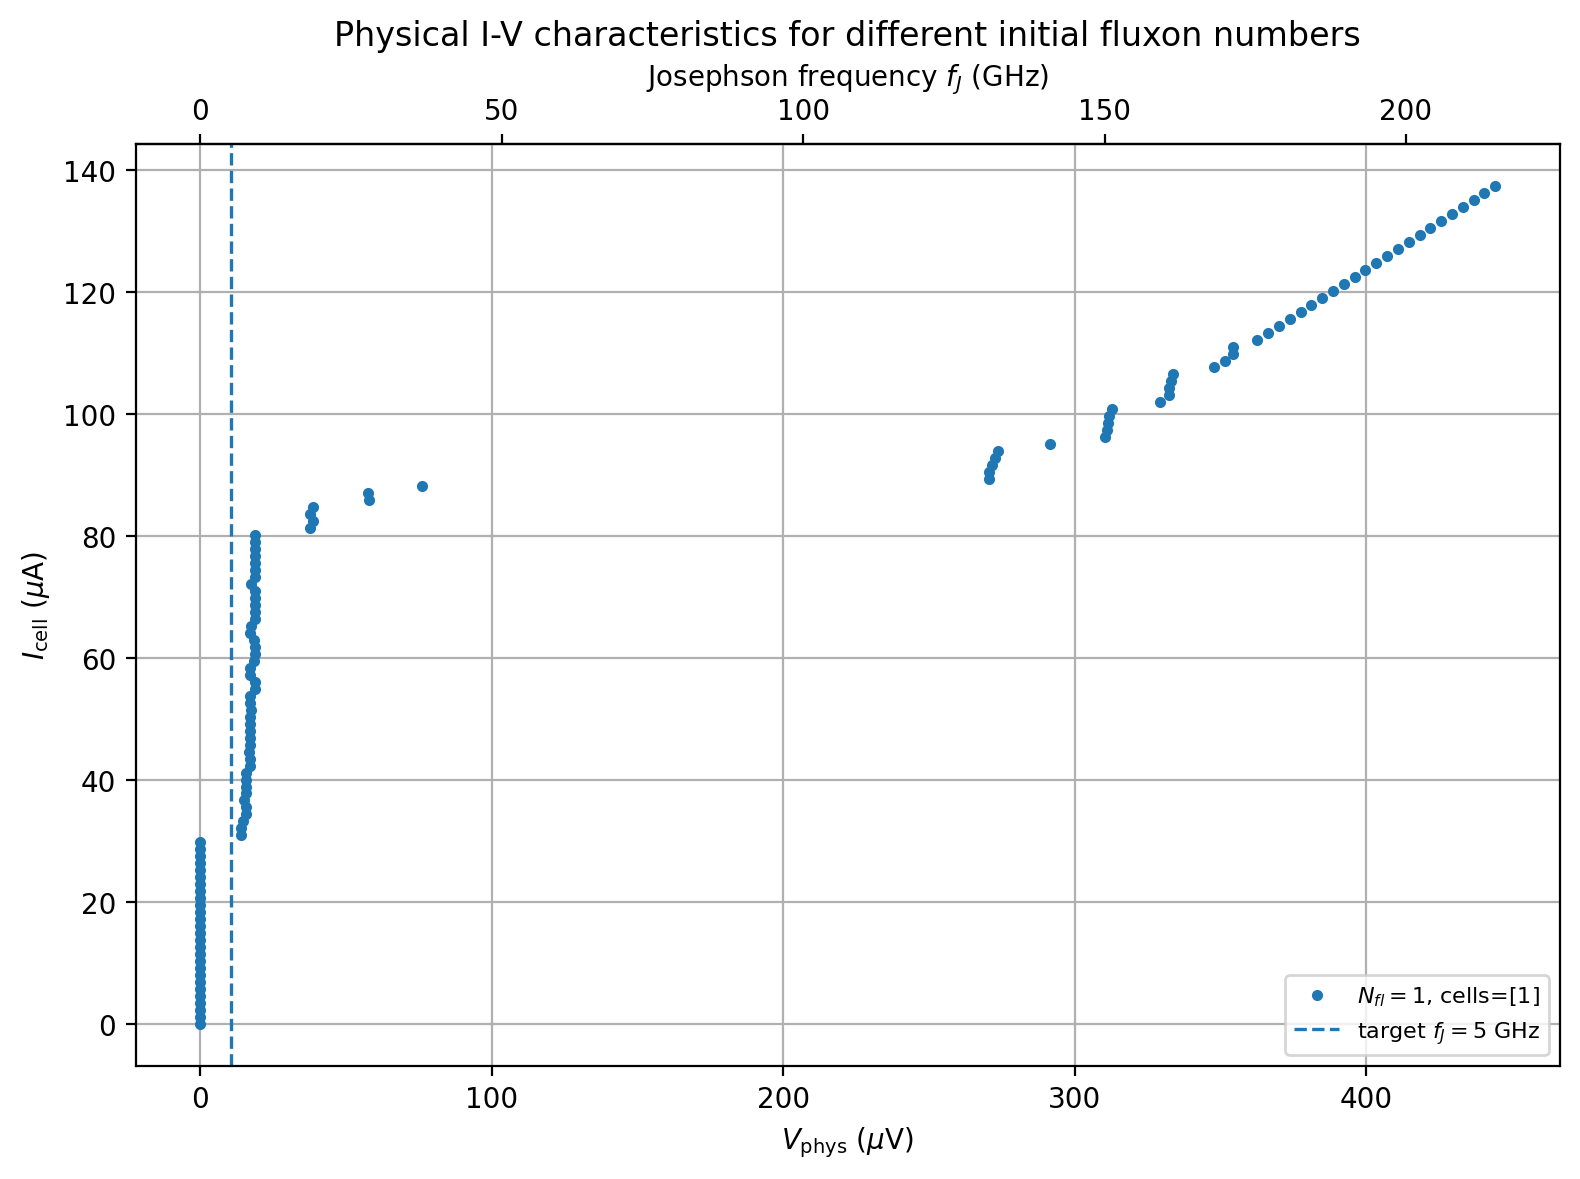 Physical I-V characteristics for different initial fluxon numbers
Josephson frequency f_J (GHz)
0 50 100 150 200
140
120
100
80
60
40
20
0
I_cell (μA)
N_fl = 1, cells=[1]
target f_J = 5 GHz
0 100 200 300 400
V_phys (μV)